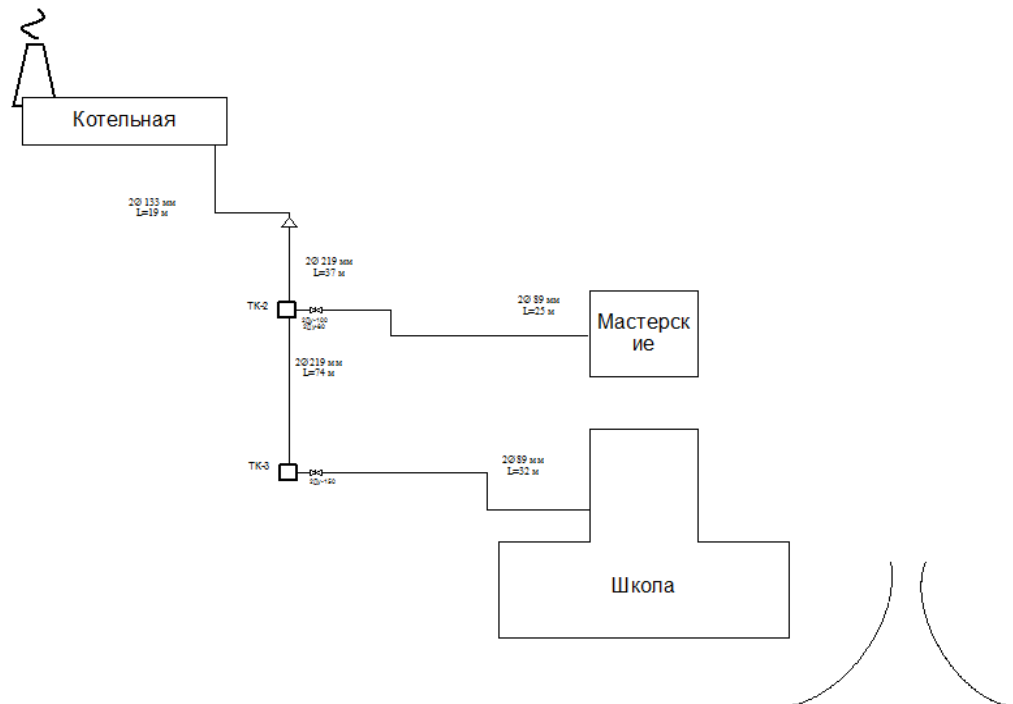 Котельная
2Ø 133 мм
L=19 м
2Ø 219 мм
L=37 м
ТК-2
2Ø 89 мм
L=25 м
Мастерск
ие
2Ø 219 мм
L=74 м
ТК-3
2Ø 89 мм
L=32 м
Школа